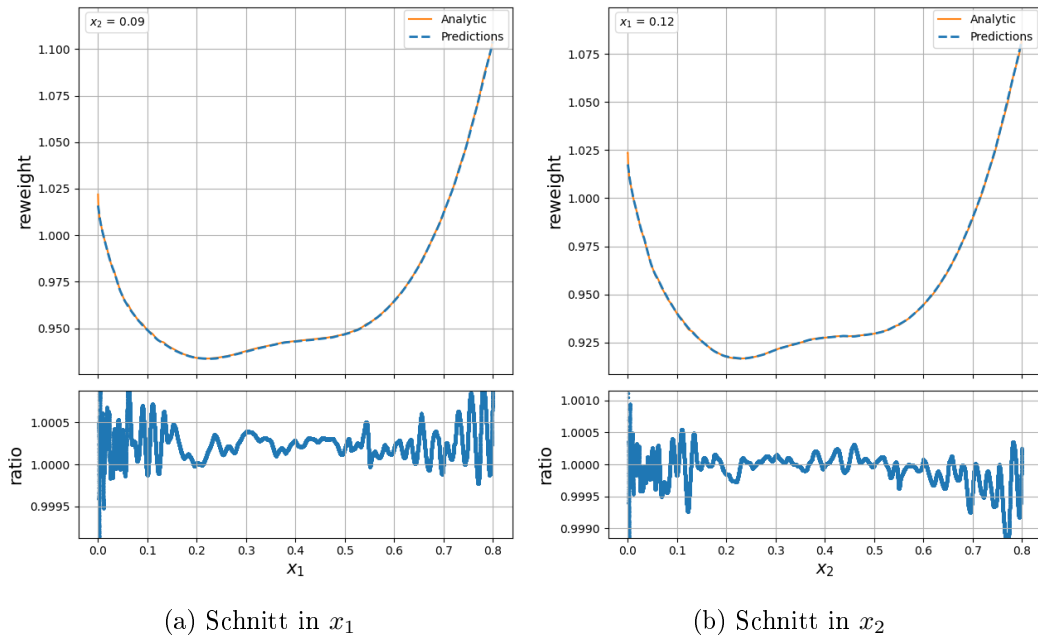 x₂ = 0.09
Analytic
Predictions
reweight
1.100
1.075
1.050
1.025
1.000
0.975
0.950
ratio
1.0005
1.0000
0.9995
0.0 0.1 0.2 0.3 0.4 0.5 0.6 0.7 0.8
x₁
(a) Schnitt in x₁
x₁ = 0.12
Analytic
Predictions
reweight
1.075
1.050
1.025
1.000
0.975
0.950
0.925
ratio
1.0010
1.0005
1.0000
0.9995
0.9990
0.0 0.1 0.2 0.3 0.4 0.5 0.6 0.7 0.8
x₂
(b) Schnitt in x₂